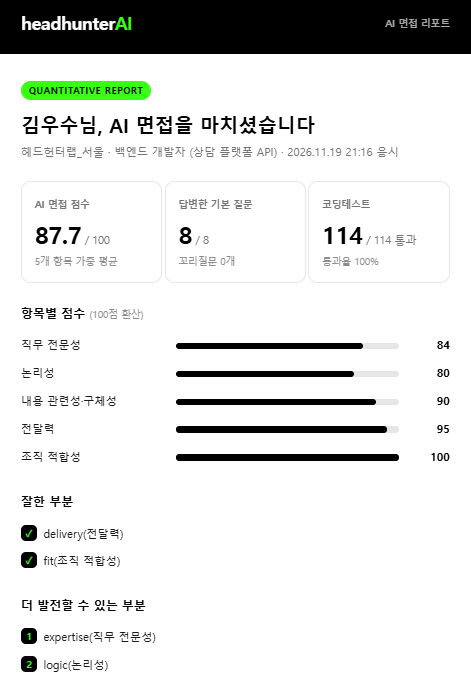 headhunterAI
AI 면접 리포트
QUANTITATIVE REPORT
김우수님, AI 면접을 마치셨습니다
헤드헌터랩_서울 · 백엔드 개발자 (상담 플랫폼 API) · 2026.11.19 21:16 응시
AI 면접 점수
87.7 / 100
5개 항목 가중 평균
답변한 기본 질문
8 / 8
꼬리질문 0개
코딩테스트
114 / 114 통과
통과율 100%
항목별 점수 (100점 환산)
직무 전문성 84
논리성 80
내용 관련성·구체성 90
전달력 95
조직 적합성 100
잘한 부분
✓ delivery(전달력)
✓ fit(조직 적합성)
더 발전할 수 있는 부분
1 expertise(직무 전문성)
2 logic(논리성)